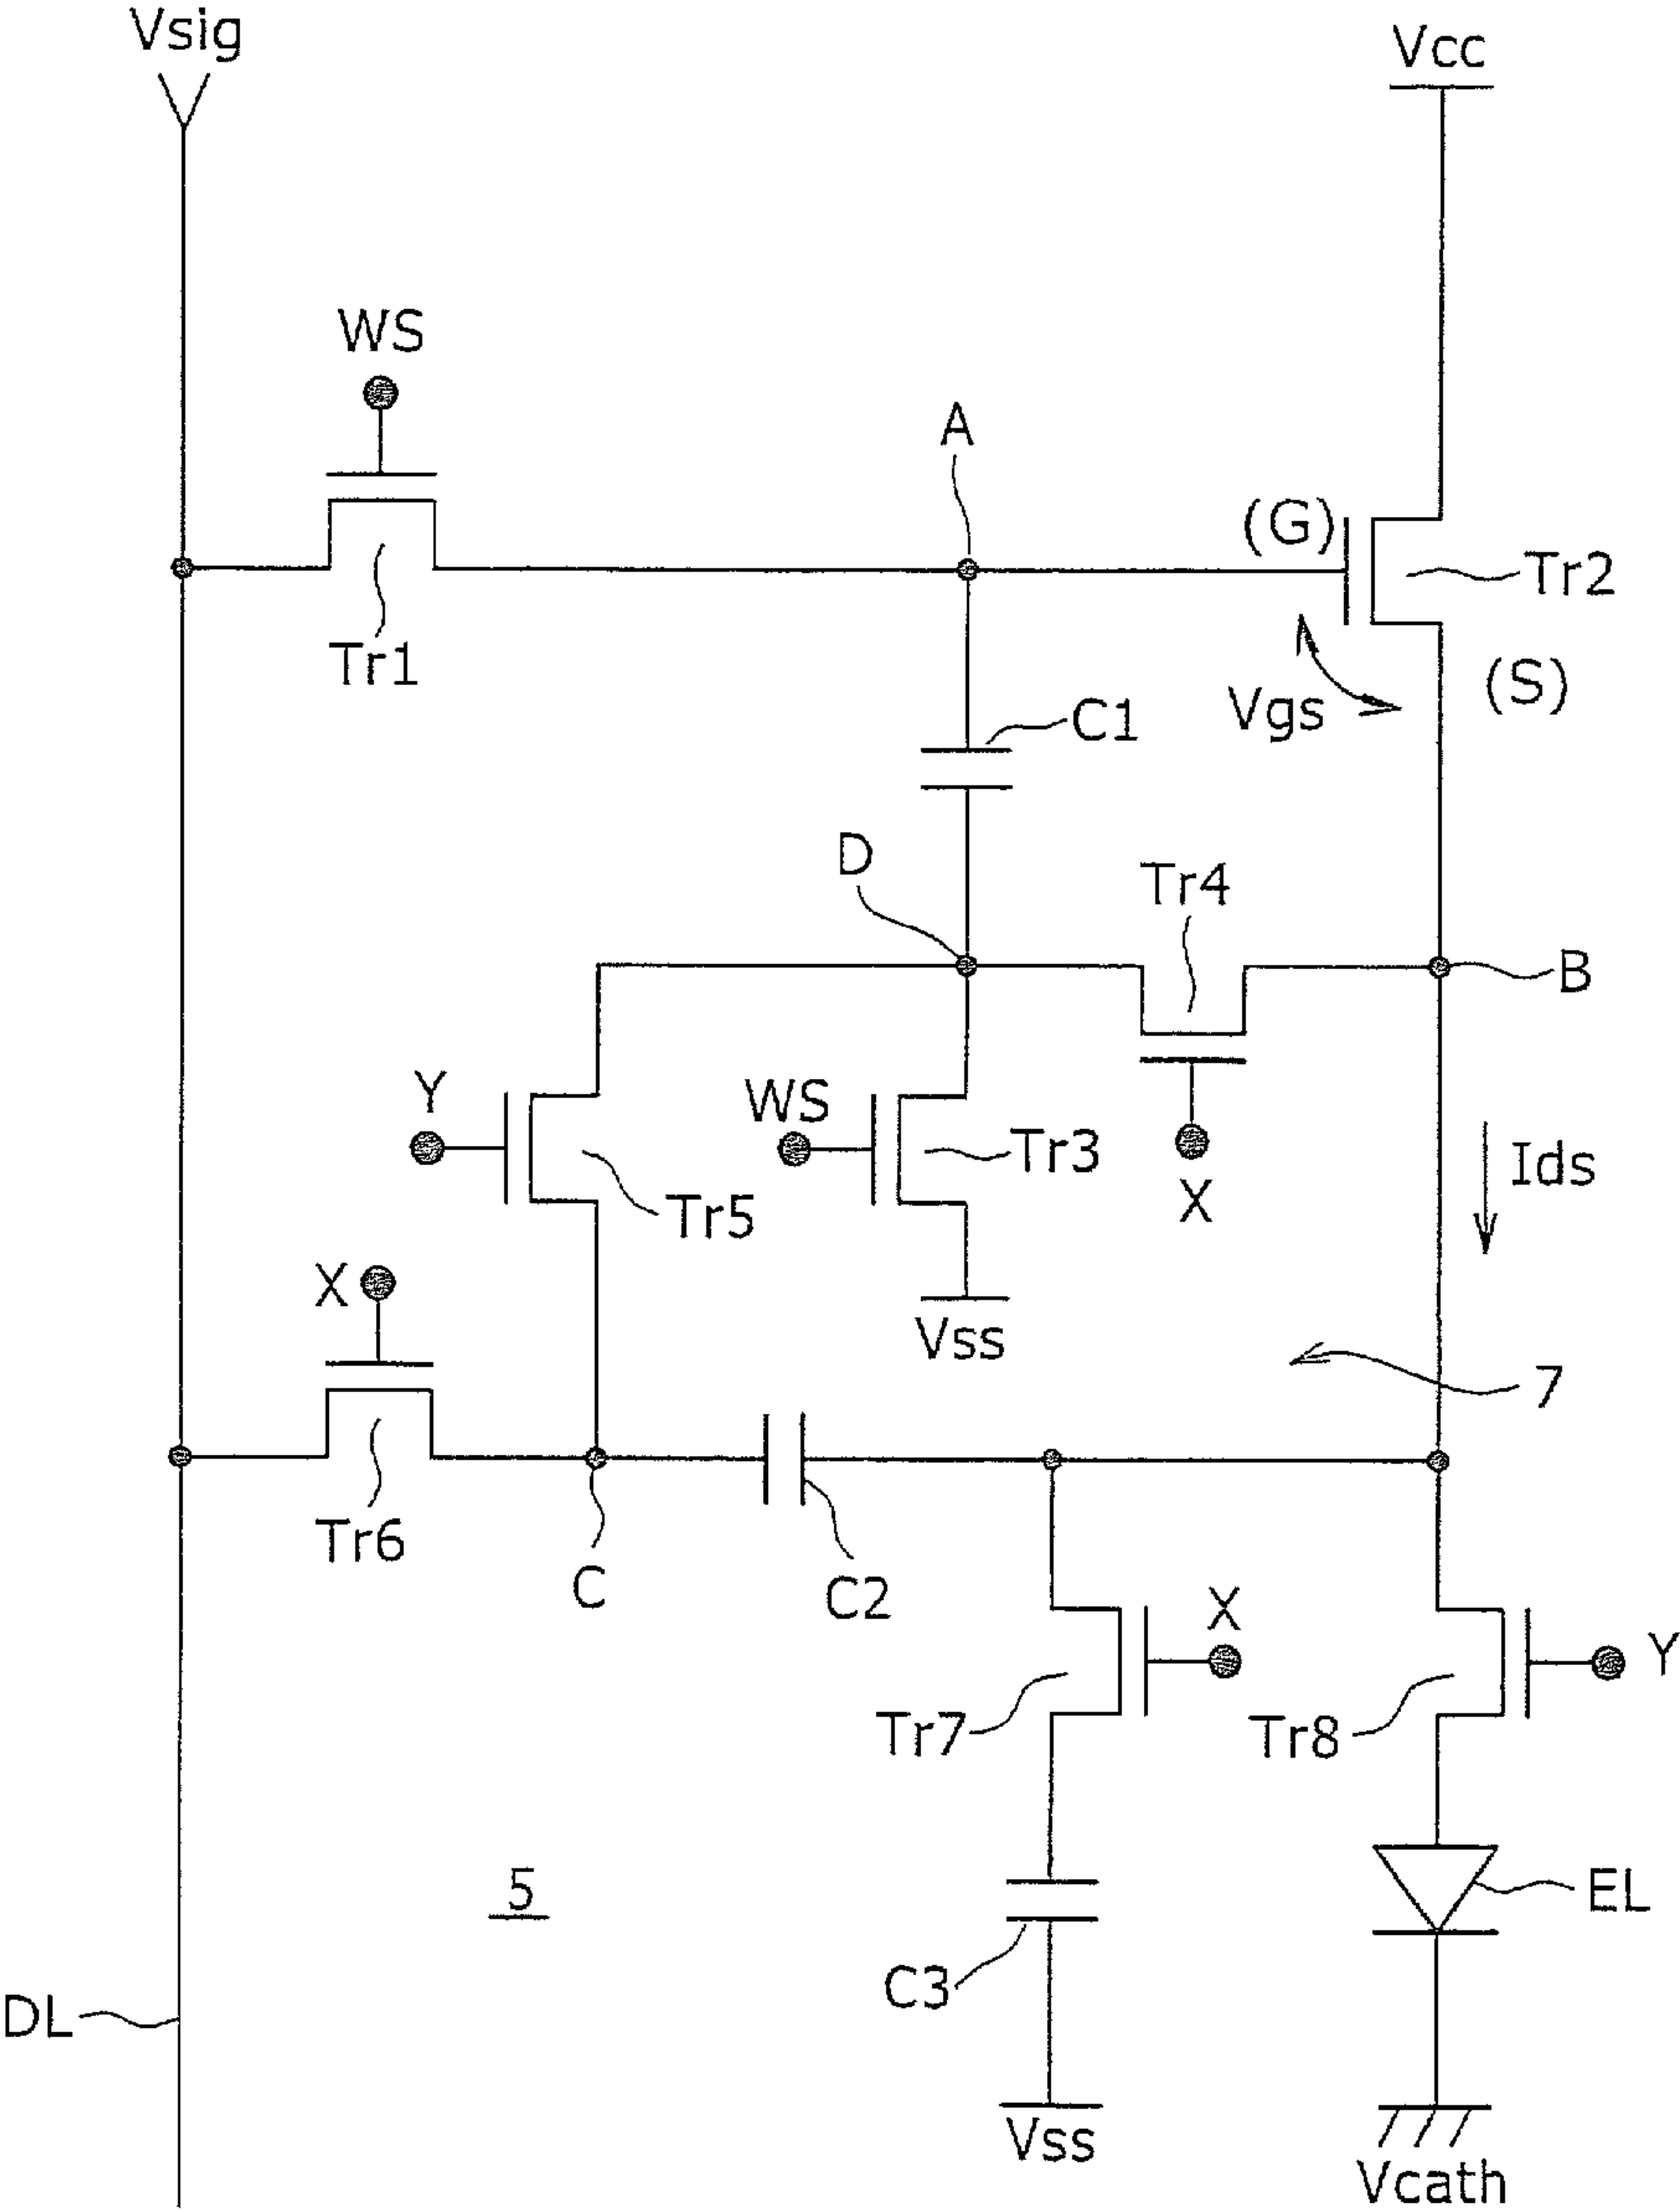 Vsig
Vcc
WS
A
(G)
Tr2
Tr1
(S)
Vgs
C1
D
Tr4
B
Y
WS
Tr3
Ids
X
Tr5
X
Vss
7
Tr6
C
C2
X
Y
Tr7
Tr8
5
EL
C3
DL
Vss
Vcath